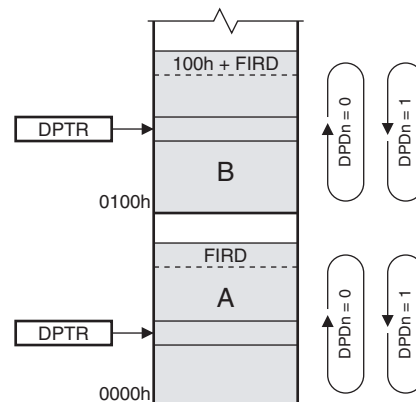 100h + FIRD
DPTR
B
0100h
DPDn = 0
DPDn = 1
FIRD
A
DPTR
0000h
DPDn = 0
DPDn = 1